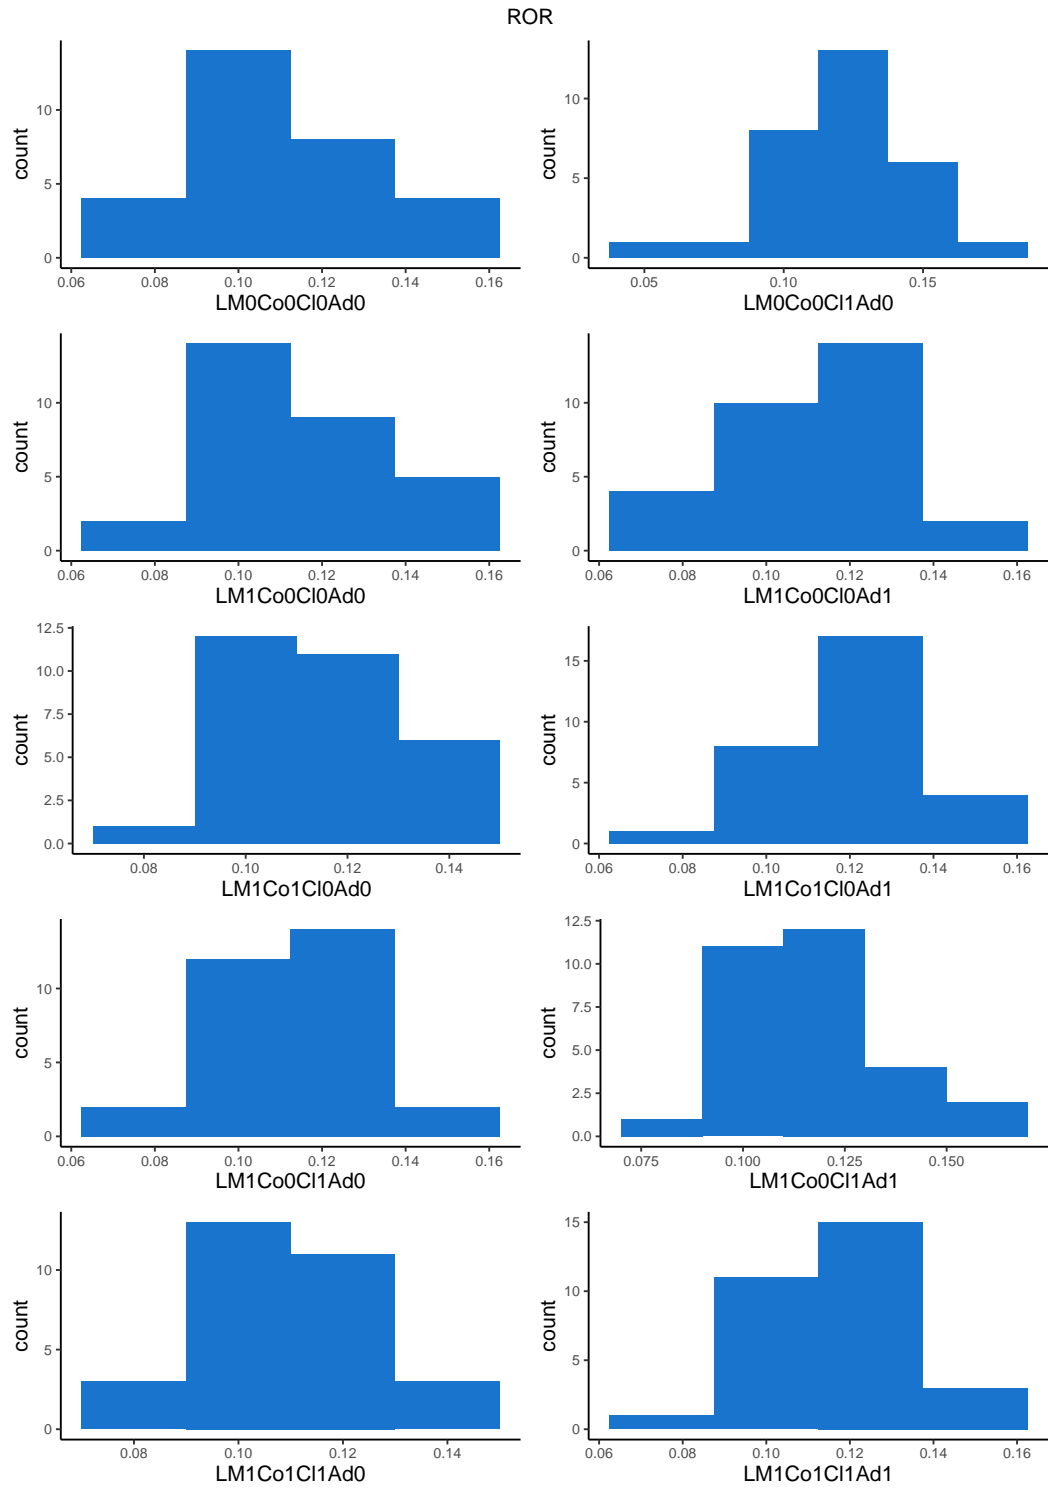 ROR
count
10
5
0
0.06 0.08 0.10 0.12 0.14 0.16
LM0Co0Cl0Ad0
count
10
5
0
0.05 0.10 0.15
LM0Co0Cl1Ad0
count
10
5
0
0.06 0.08 0.10 0.12 0.14 0.16
LM1Co0Cl0Ad0
count
10
5
0
0.06 0.08 0.10 0.12 0.14 0.16
LM1Co0Cl0Ad1
count
12.5
10.0
7.5
5.0
2.5
0.0
0.08 0.10 0.12 0.14
LM1Co1Cl0Ad0
count
15
10
5
0
0.06 0.08 0.10 0.12 0.14 0.16
LM1Co1Cl0Ad1
count
10
5
0
0.06 0.08 0.10 0.12 0.14 0.16
LM1Co0Cl1Ad0
count
12.5
10.0
7.5
5.0
2.5
0.0
0.075 0.100 0.125 0.150
LM1Co0Cl1Ad1
count
10
5
0
0.08 0.10 0.12 0.14
LM1Co1Cl1Ad0
count
15
10
5
0
0.06 0.08 0.10 0.12 0.14 0.16
LM1Co1Cl1Ad1